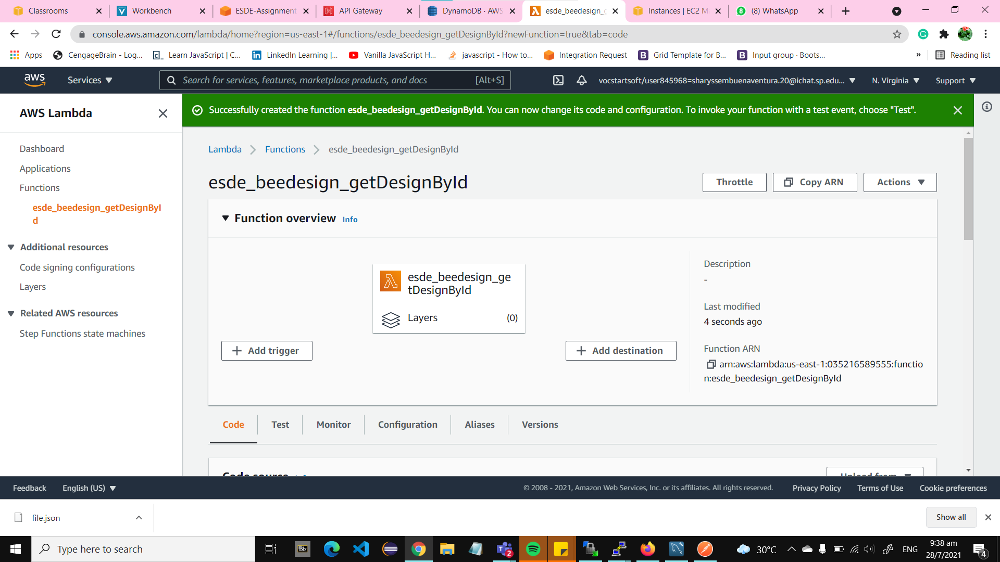 Classrooms
Workbench
ESDE-Assignment
API Gateway
DynamoDB · AWS
esde_beedesign_g
Instances | EC2 M
(8) WhatsApp
console.aws.amazon.com/lambda/home?region=us-east-1#/functions/esde_beedesign_getDesignById?newFunction=true&tab=code
Apps
CengageBrain - Log...
Learn JavaScript | C...
LinkedIn Learning |...
Vanilla JavaScript H...
javascript - How to...
Integration Request
Grid Template for B...
Input group · Boots...
»
Reading list
aws
Services
Search for services, features, marketplace products, and docs
[Alt+S]
vocstartsoft/user845968=sharyssembuenaventura.20@ichat.sp.edu...
N. Virginia
Support
AWS Lambda
Dashboard
Applications
Functions
esde_beedesign_getDesignByI
d
Additional resources
Code signing configurations
Layers
Related AWS resources
Step Functions state machines
Successfully created the function esde_beedesign_getDesignById. You can now change its code and configuration. To invoke your function with a test event, choose "Test".
Lambda
Functions
esde_beedesign_getDesignById
esde_beedesign_getDesignById
Throttle
Copy ARN
Actions
Function overview
Info
esde_beedesign_ge
tDesignById
Layers
(0)
Add trigger
Add destination
Description
-
Last modified
4 seconds ago
Function ARN
arn:aws:lambda:us-east-1:035216589555:functio
n:esde_beedesign_getDesignById
Code
Test
Monitor
Configuration
Aliases
Versions
Code source
Info
Upload from
Feedback
English (US)
© 2008 - 2021, Amazon Web Services, Inc. or its affiliates. All rights reserved.
Privacy Policy
Terms of Use
Cookie preferences
file.json
Show all
Type here to search
Bb
2
30°C
ENG
9:38 am
28/7/2021
4